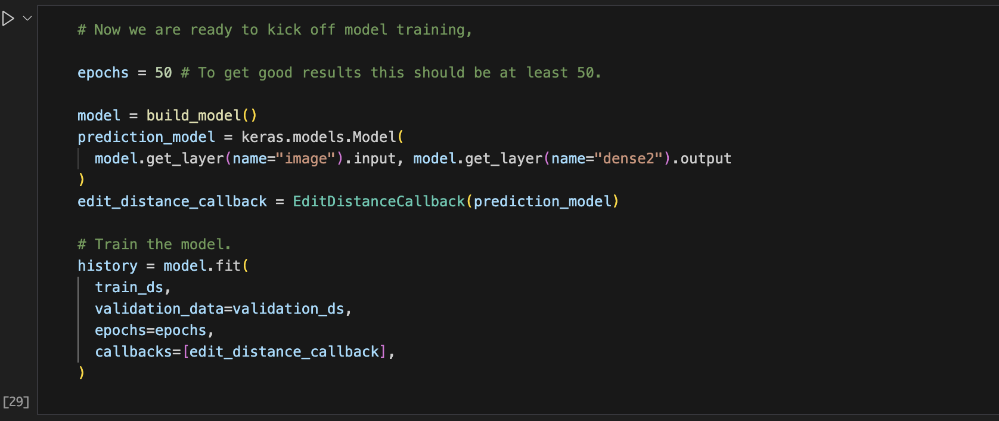 # Now we are ready to kick off model training,
epochs = 50 # To get good results this should be at least 50.
model = build_model()
prediction_model = keras.models.Model(
model.get_layer(name="image").input, model.get_layer(name="dense2").output
)
edit_distance_callback = EditDistanceCallback(prediction_model)
# Train the model.
history = model.fit(
train_ds,
validation_data=validation_ds,
epochs=epochs,
callbacks=[edit_distance_callback],
)
[29]